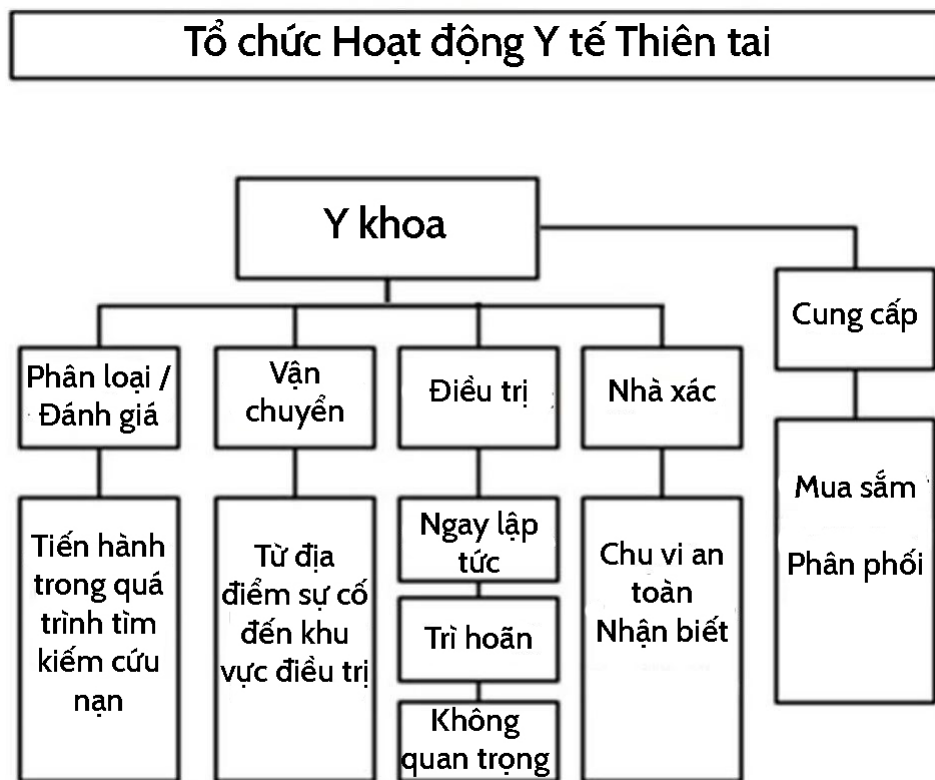 Tổ chức Hoạt động Y tế Thiên tai
Y khoa
Cung cấp
Phân loại /
Đánh giá
Vận
chuyển
Điều trị
Nhà xác
Mua sắm
Phân phối
Tiến hành
trong quá
trình tìm
kiếm cứu
nạn
Từ địa
điểm sự cố
đến khu
vực điều trị
Ngay lập
tức
Trì hoãn
Không
quan trọng
Chu vi an
toàn
Nhận biết